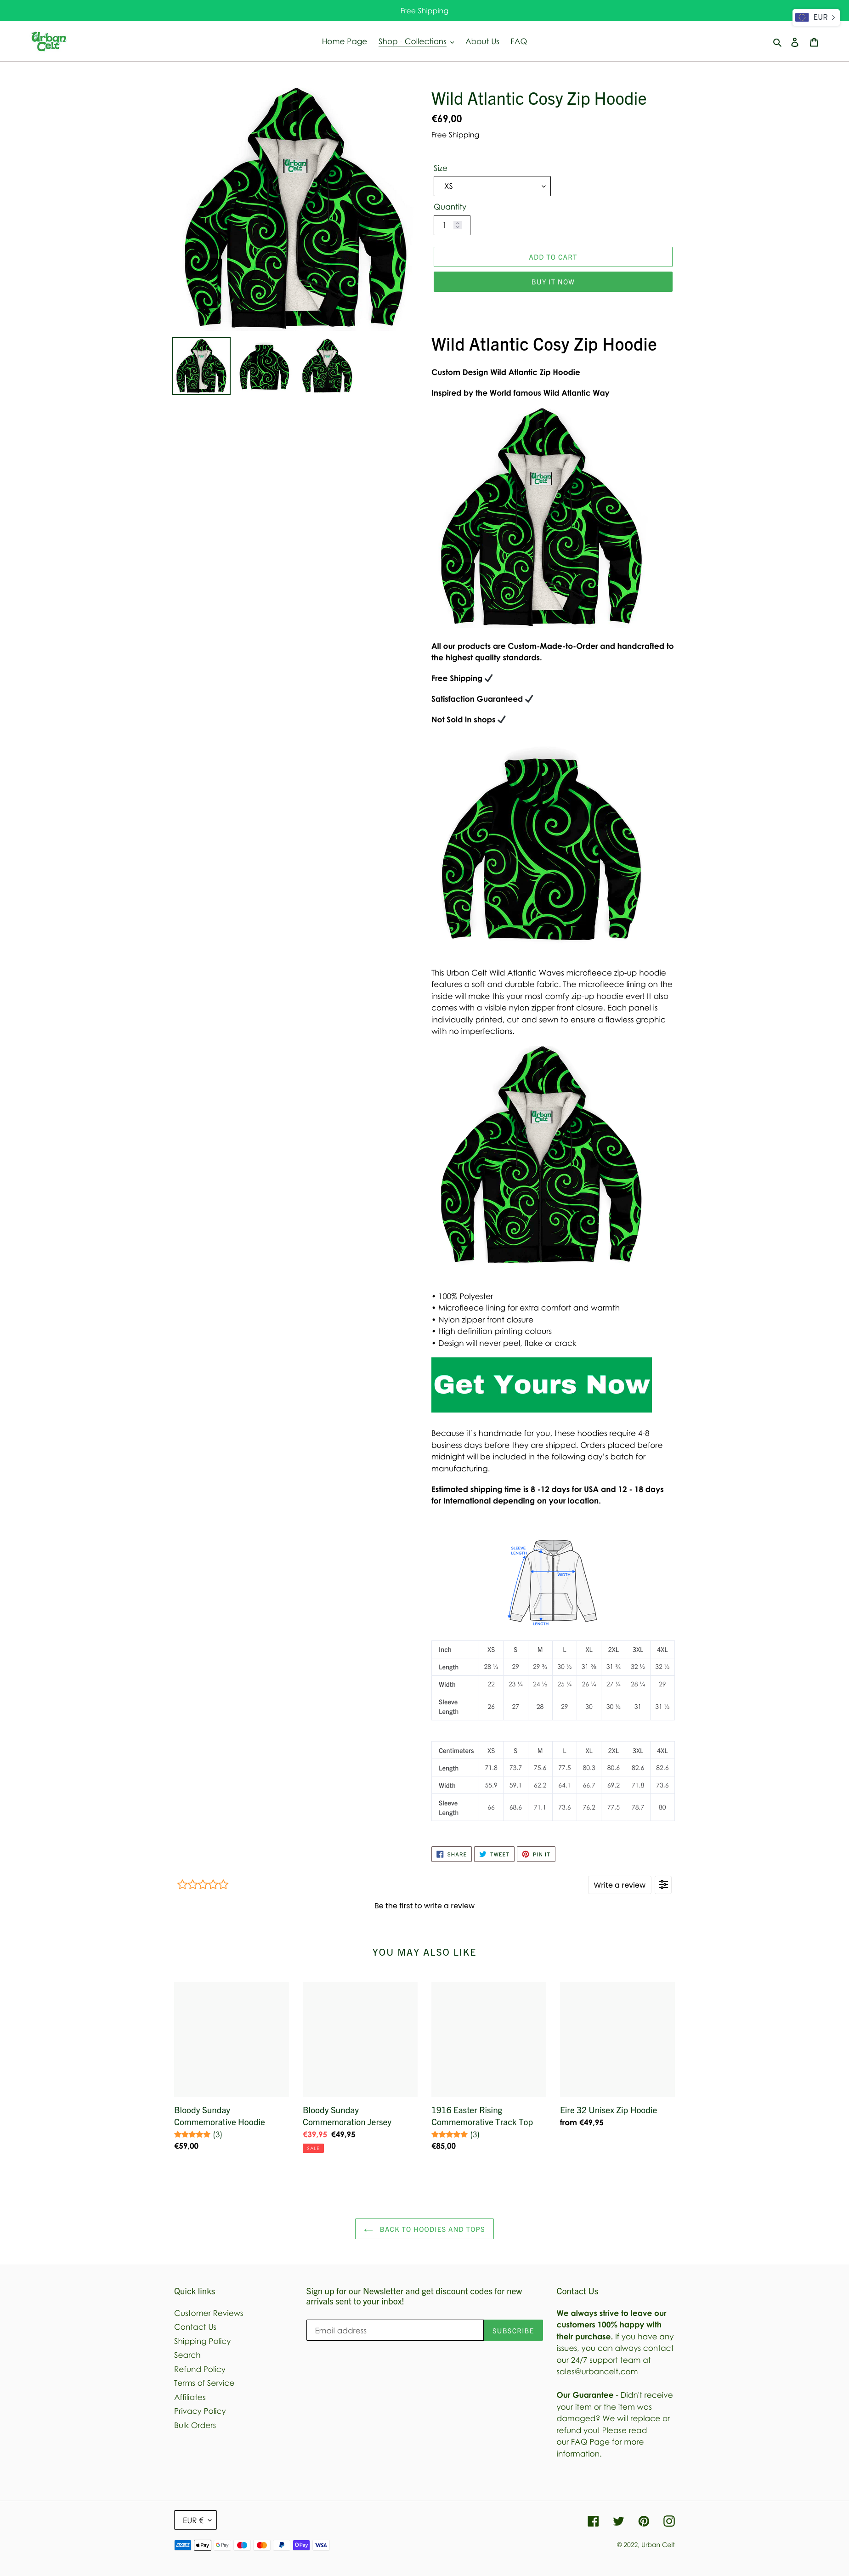 Free Shipping
EUR
Urban
Celt
Home Page
Shop - Collections
About Us
FAQ
Urban
Celt
Wild Atlantic Cosy Zip Hoodie
€69,00
Free Shipping
Size
XS
Quantity
1
ADD TO CART
BUY IT NOW
Wild Atlantic Cosy Zip Hoodie
Custom Design Wild Atlantic Zip Hoodie
Inspired by the World famous Wild Atlantic Way
Urban
Celt
All our products are Custom-Made-to-Order and handcrafted to
the highest quality standards.
Free Shipping ✓
Satisfaction Guaranteed ✓
Not Sold in shops ✓
This Urban Celt Wild Atlantic Waves microfleece zip-up hoodie
features a soft and durable fabric. The microfleece lining on the
inside will make this your most comfy zip-up hoodie ever! It also
comes with a visible nylon zipper front closure. Each panel is
individually printed, cut and sewn to ensure a flawless graphic
with no imperfections.
Urban
Celt
• 100% Polyester
• Microfleece lining for extra comfort and warmth
• Nylon zipper front closure
• High definition printing colours
• Design will never peel, flake or crack
Get Yours Now
Because it's handmade for you, these hoodies require 4-8
business days before they are shipped. Orders placed before
midnight will be included in the following day's batch for
manufacturing.
Estimated shipping time is 8 -12 days for USA and 12 - 18 days
for International depending on your location.
SLEEVE
LENGTH
WIDTH
LENGTH
Inch XS S M L XL 2XL 3XL 4XL
Length 28 ¼ 29 29 ¾ 30 ½ 31 ⅝ 31 ¾ 32 ½ 32 ½
Width 22 23 ¼ 24 ½ 25 ¼ 26 ¼ 27 ¼ 28 ¼ 29
Sleeve
Length 26 27 28 29 30 30 ½ 31 31 ½
Centimeters XS S M L XL 2XL 3XL 4XL
Length 71.8 73.7 75.6 77.5 80.3 80.6 82.6 82.6
Width 55.9 59.1 62.2 64.1 66.7 69.2 71.8 73.6
Sleeve
Length 66 68,6 71,1 73.6 76,2 77,5 78,7 80
SHARE
TWEET
PIN IT
Write a review
Be the first to write a review
YOU MAY ALSO LIKE
Bloody Sunday
Commemorative Hoodie
(3)
€59,00
Bloody Sunday
Commemoration Jersey
€39,95 €49,95
SALE
1916 Easter Rising
Commemorative Track Top
(3)
€85,00
Eire 32 Unisex Zip Hoodie
from €49,95
BACK TO HOODIES AND TOPS
Quick links
Customer Reviews
Contact Us
Shipping Policy
Search
Refund Policy
Terms of Service
Affiliates
Privacy Policy
Bulk Orders
Sign up for our Newsletter and get discount codes for new
arrivals sent to your inbox!
Email address
SUBSCRIBE
Contact Us
We always strive to leave our
customers 100% happy with
their purchase. If you have any
issues, you can always contact
our 24/7 support team at
sales@urbancelt.com
Our Guarantee - Didn't receive
your item or the item was
damaged? We will replace or
refund you! Please read
our FAQ Page for more
information.
EUR €
Apple Pay
G Pay
DPay
VISA
© 2022, Urban Celt